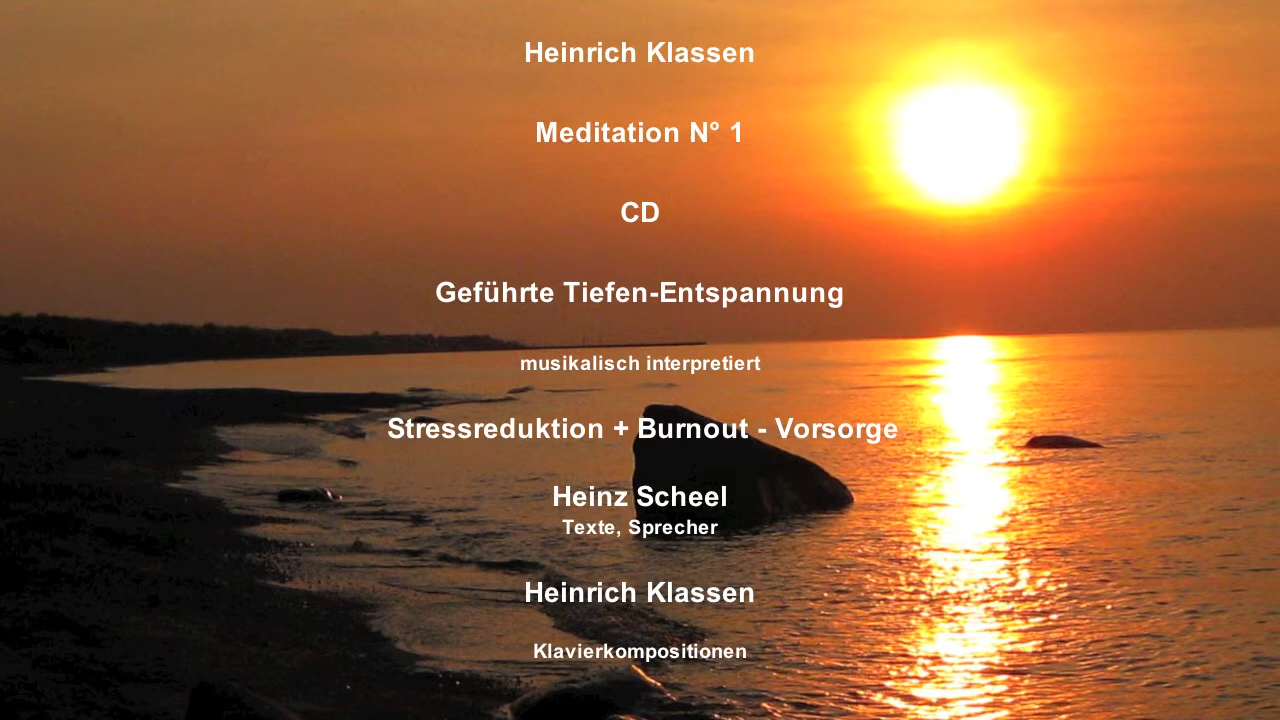 Heinrich Klassen
Meditation N° 1
CD
Geführte Tiefen-Entspannung
musikalisch interpretiert
Stressreduktion + Burnout - Vorsorge
Heinz Scheel
Texte, Sprecher
Heinrich Klassen
Klavierkompositionen